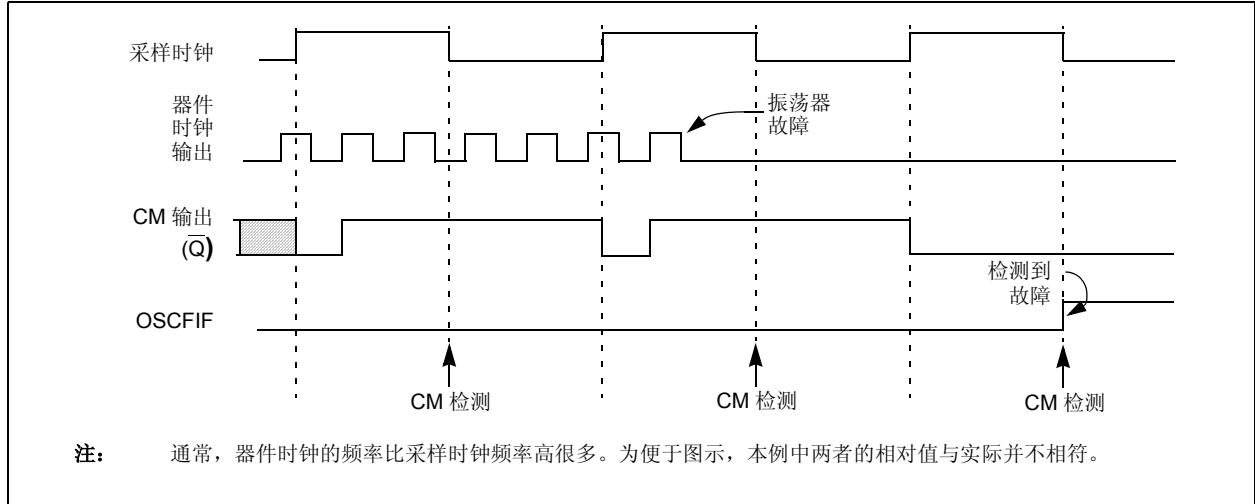 采样时钟
器件
时钟
输出
振荡器
故障
CM 输出
(Q)
检测到
故障
OSCFIF
CM 检测
CM 检测
CM 检测
注： 通常，器件时钟的频率比采样时钟频率高很多。为便于图示，本例中两者的相对值与实际并不相符。